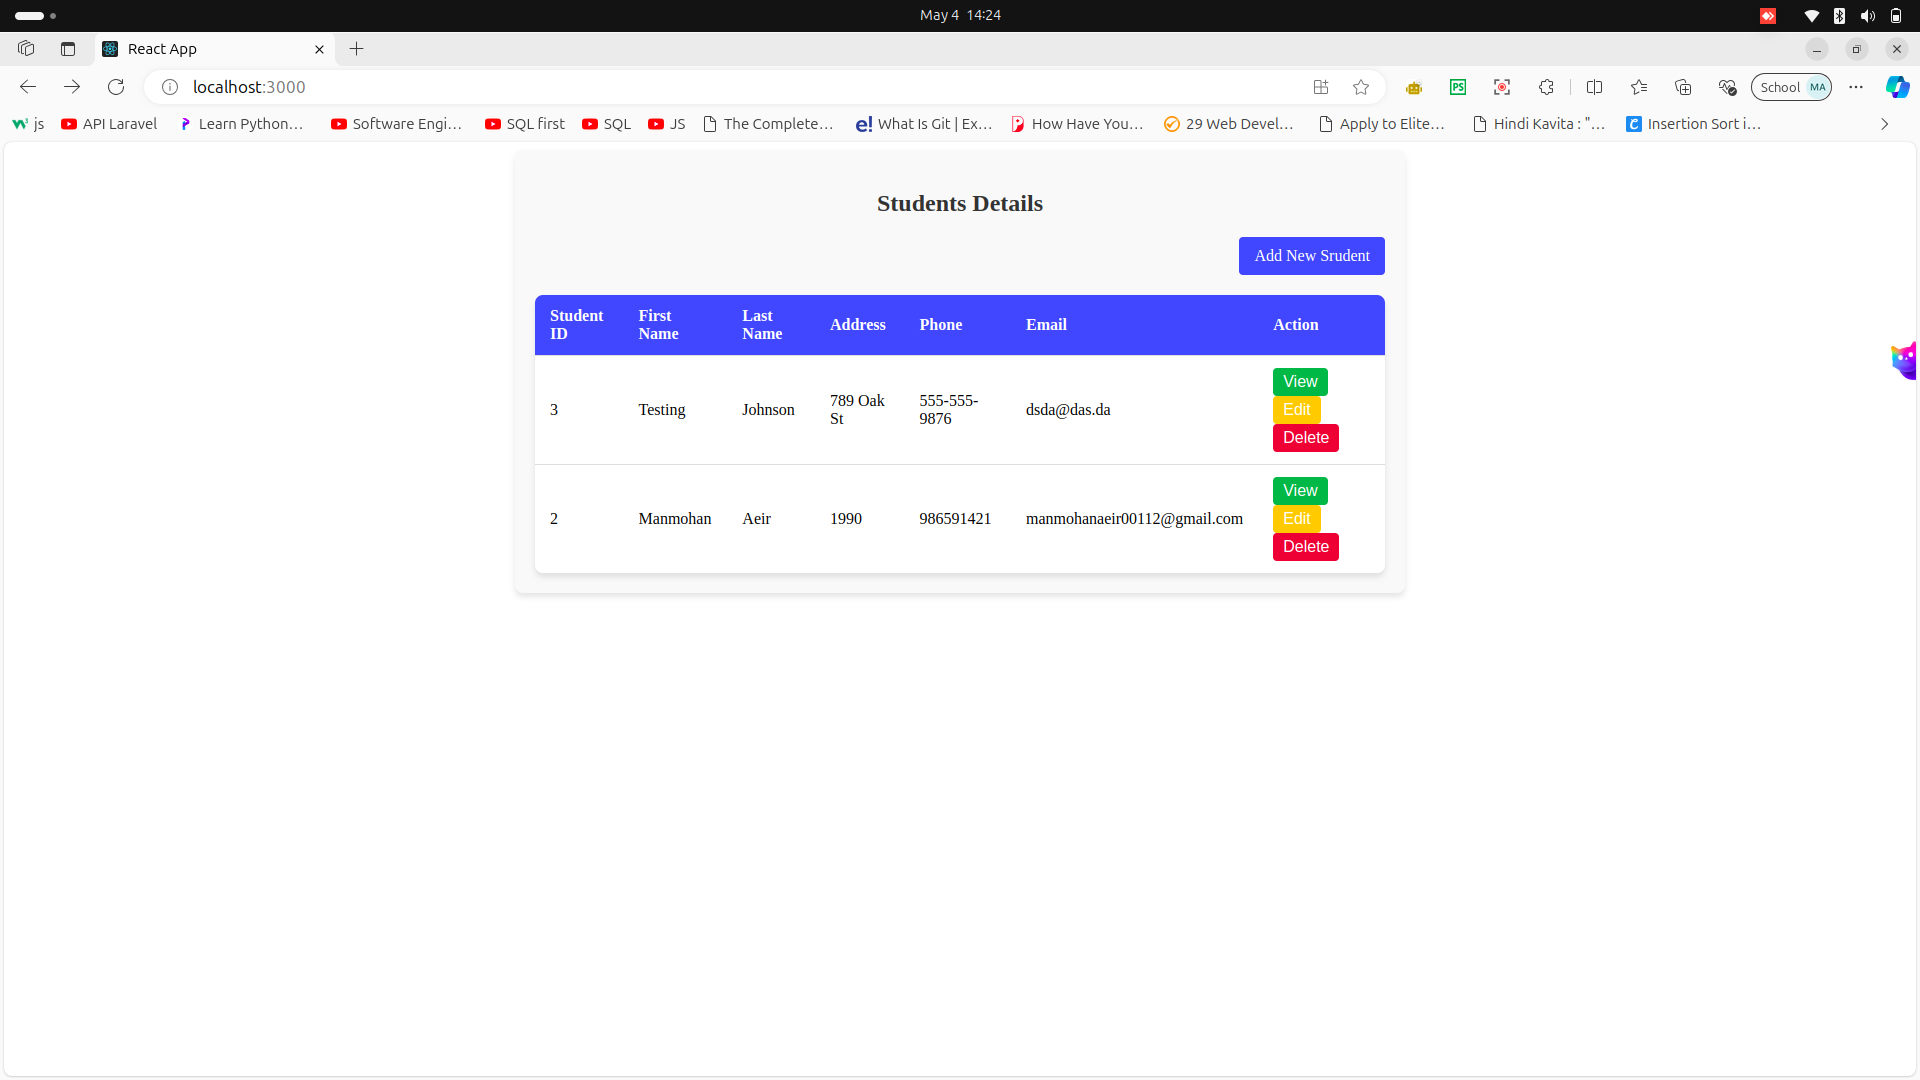 May 4 14:24
React App
localhost:3000
School MA
js API Laravel Learn Python… Software Engi… SQL first SQL JS The Complete… What Is Git | Ex… How Have You… 29 Web Devel… Apply to Elite… Hindi Kavita : "… Insertion Sort i…
Students Details
Add New Srudent
Student ID First Name Last Name Address Phone Email Action
3 Testing Johnson 789 Oak St 555-555-9876 dsda@das.da View
Edit
Delete
2 Manmohan Aeir 1990 986591421 manmohanaeir00112@gmail.com View
Edit
Delete